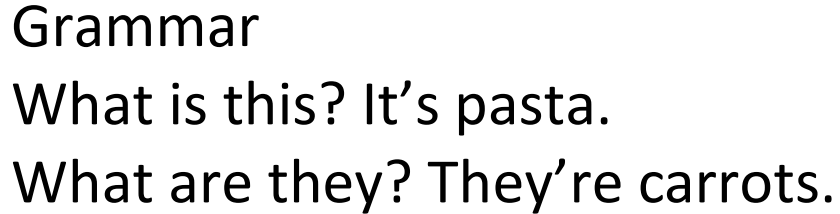 Grammar
What is this? It’s pasta.
What are they? They’re carrots.